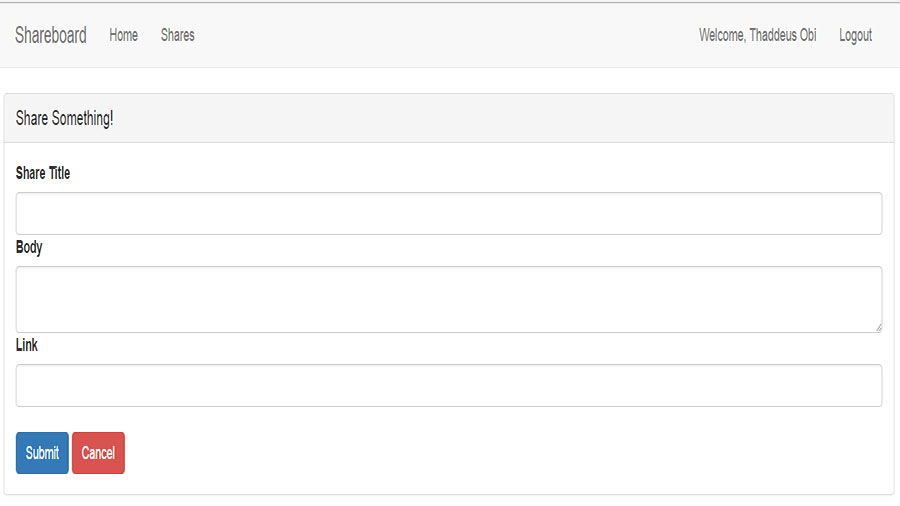 Shareboard Home Shares Welcome, Thaddeus Obi Logout
Share Something!
Share Title
Body
Link
Submit Cancel